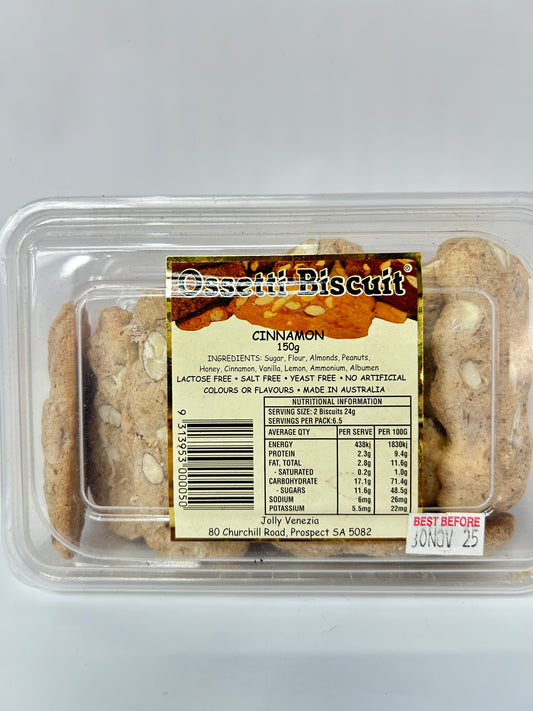 Ossetti Biscuit®
CINNAMON
150g
INGREDIENTS: Sugar, Flour, Almonds, Peanuts,
Honey, Cinnamon, Vanilla, Lemon, Ammonium, Albumen
LACTOSE FREE • SALT FREE • YEAST FREE • NO ARTIFICIAL
COLOURS OR FLAVOURS • MADE IN AUSTRALIA
9 313953 000050
NUTRITIONAL INFORMATION
SERVING SIZE: 2 Biscuits 24g
SERVINGS PER PACK:6.5
AVERAGE QTY PER SERVE PER 100G
ENERGY 438kj 1830kj
PROTEIN 2.3g 9.4g
FAT, TOTAL 2.8g 11.6g
- SATURATED 0.2g 1.0g
CARBOHYDRATE 17.1g 71.4g
- SUGARS 11.6g 48.5g
SODIUM 6mg 26mg
POTASSIUM 5.5mg 22mg
Jolly Venezia
80 Churchill Road, Prospect SA 5082
BEST BEFORE
30NOV 25